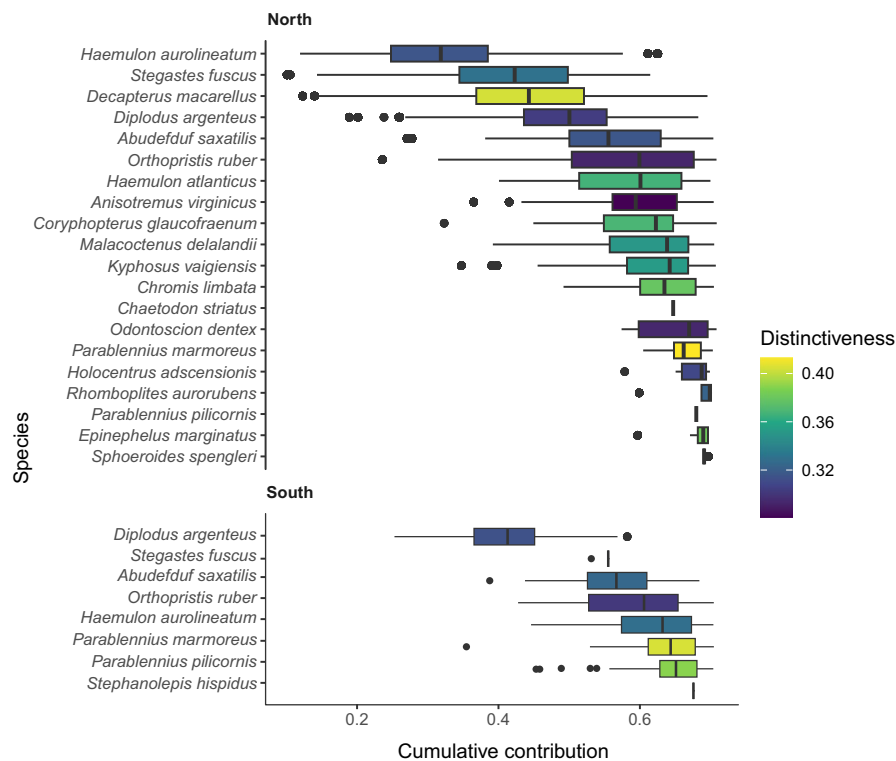 North
Haemulon aurolineatum
Stegastes fuscus
Decapterus macarellus
Diplodus argenteus
Abudefduf saxatilis
Orthopristis ruber
Haemulon atlanticus
Anisotremus virginicus
Coryphopterus glaucofraenum
Malacoctenus delalandii
Kyphosus vaigiensis
Chromis limbata
Chaetodon striatus
Odontoscion dentex
Parablennius marmoreus
Holocentrus adscensionis
Rhomboplites aurorubens
Parablennius pilicornis
Epinephelus marginatus
Sphoeroides spengleri
Species
South
Diplodus argenteus
Stegastes fuscus
Abudefduf saxatilis
Orthopristis ruber
Haemulon aurolineatum
Parablennius marmoreus
Parablennius pilicornis
Stephanolepis hispidus
0.2 0.4 0.6
Cumulative contribution
Distinctiveness
0.40
0.36
0.32